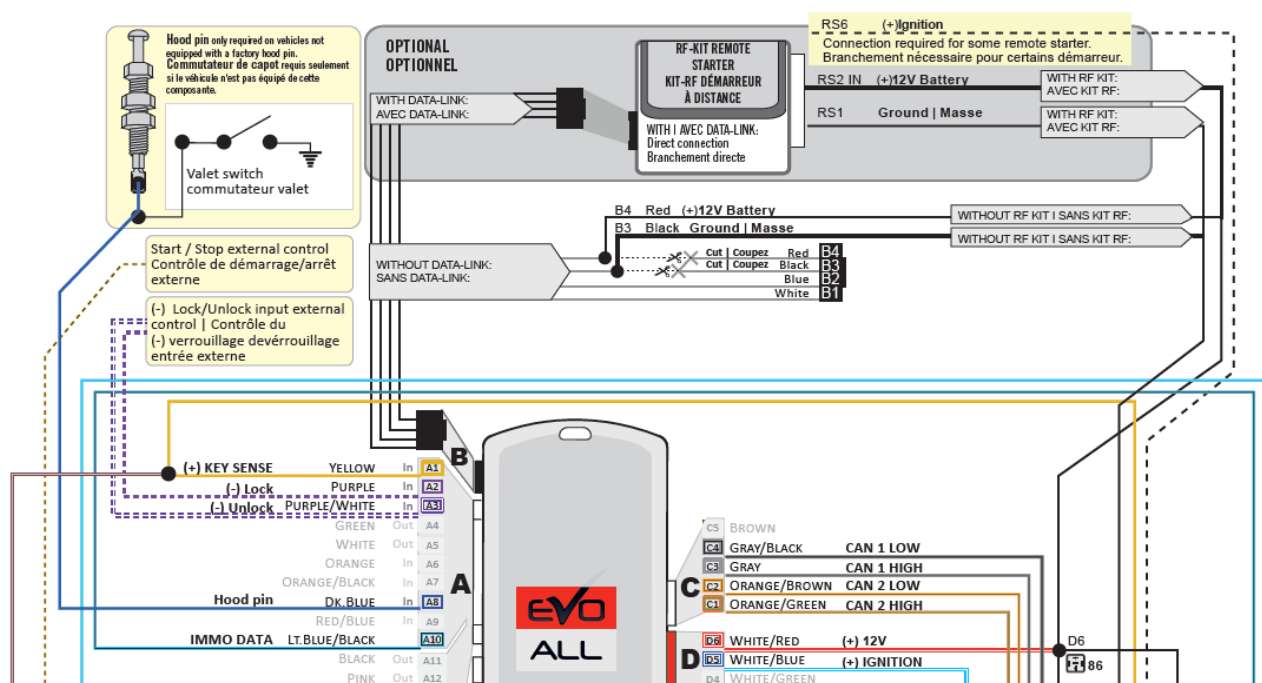 Hood pin only required on vehicles not
equipped with a factory hood pin.
Commutateur de capot requis seulement
si le véhicule n'est pas équipé de cette
composante.
Valet switch
commutateur valet
OPTIONAL
OPTIONNEL
WITH DATA-LINK:
AVEC DATA-LINK:
RF-KIT REMOTE
STARTER
KIT-RF DÉMARREUR
À DISTANCE
WITH I AVEC DATA-LINK:
Direct connection
Branchement directe
RS6 (+)Ignition
Connection required for some remote starter.
Branchement nécessaire pour certains démarreur.
RS2 IN (+)12V Battery
WITH RF KIT:
AVEC KIT RF:
RS1 Ground | Masse
WITH RF KIT:
AVEC KIT RF:
B4 Red (+)12V Battery
WITHOUT RF KIT I SANS KIT RF:
B3 Black Ground | Masse
WITHOUT RF KIT I SANS KIT RF:
WITHOUT DATA-LINK:
SANS DATA-LINK:
Cut | Coupez Red B4
Cut | Coupez Black B3
Blue B2
White B1
Start / Stop external control
Contrôle de démarrage/arrêt
externe
(-) Lock/Unlock input external
control | Contrôle du
(-) verrouillage devérrouillage
entrée externe
B
(+) KEY SENSE YELLOW In A1
(-) Lock PURPLE In A2
(-) Unlock PURPLE/WHITE In A3
GREEN Out A4
WHITE Out A5
ORANGE In A6
ORANGE/BLACK In A7
Hood pin DK.BLUE In A8
RED/BLUE In A9
IMMO DATA LT.BLUE/BLACK A10
BLACK Out A11
PINK Out A12
A
EVO
ALL
C
C5 BROWN
C4 GRAY/BLACK CAN 1 LOW
C3 GRAY CAN 1 HIGH
C2 ORANGE/BROWN CAN 2 LOW
C1 ORANGE/GREEN CAN 2 HIGH
D
D6 WHITE/RED (+) 12V
D5 WHITE/BLUE (+) IGNITION
D4 WHITE/GREEN
D6
86